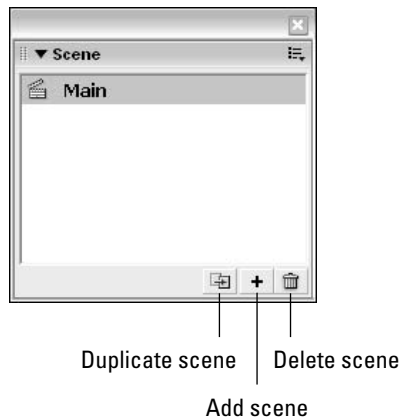 Scene
Main
Duplicate scene
Delete scene
Add scene